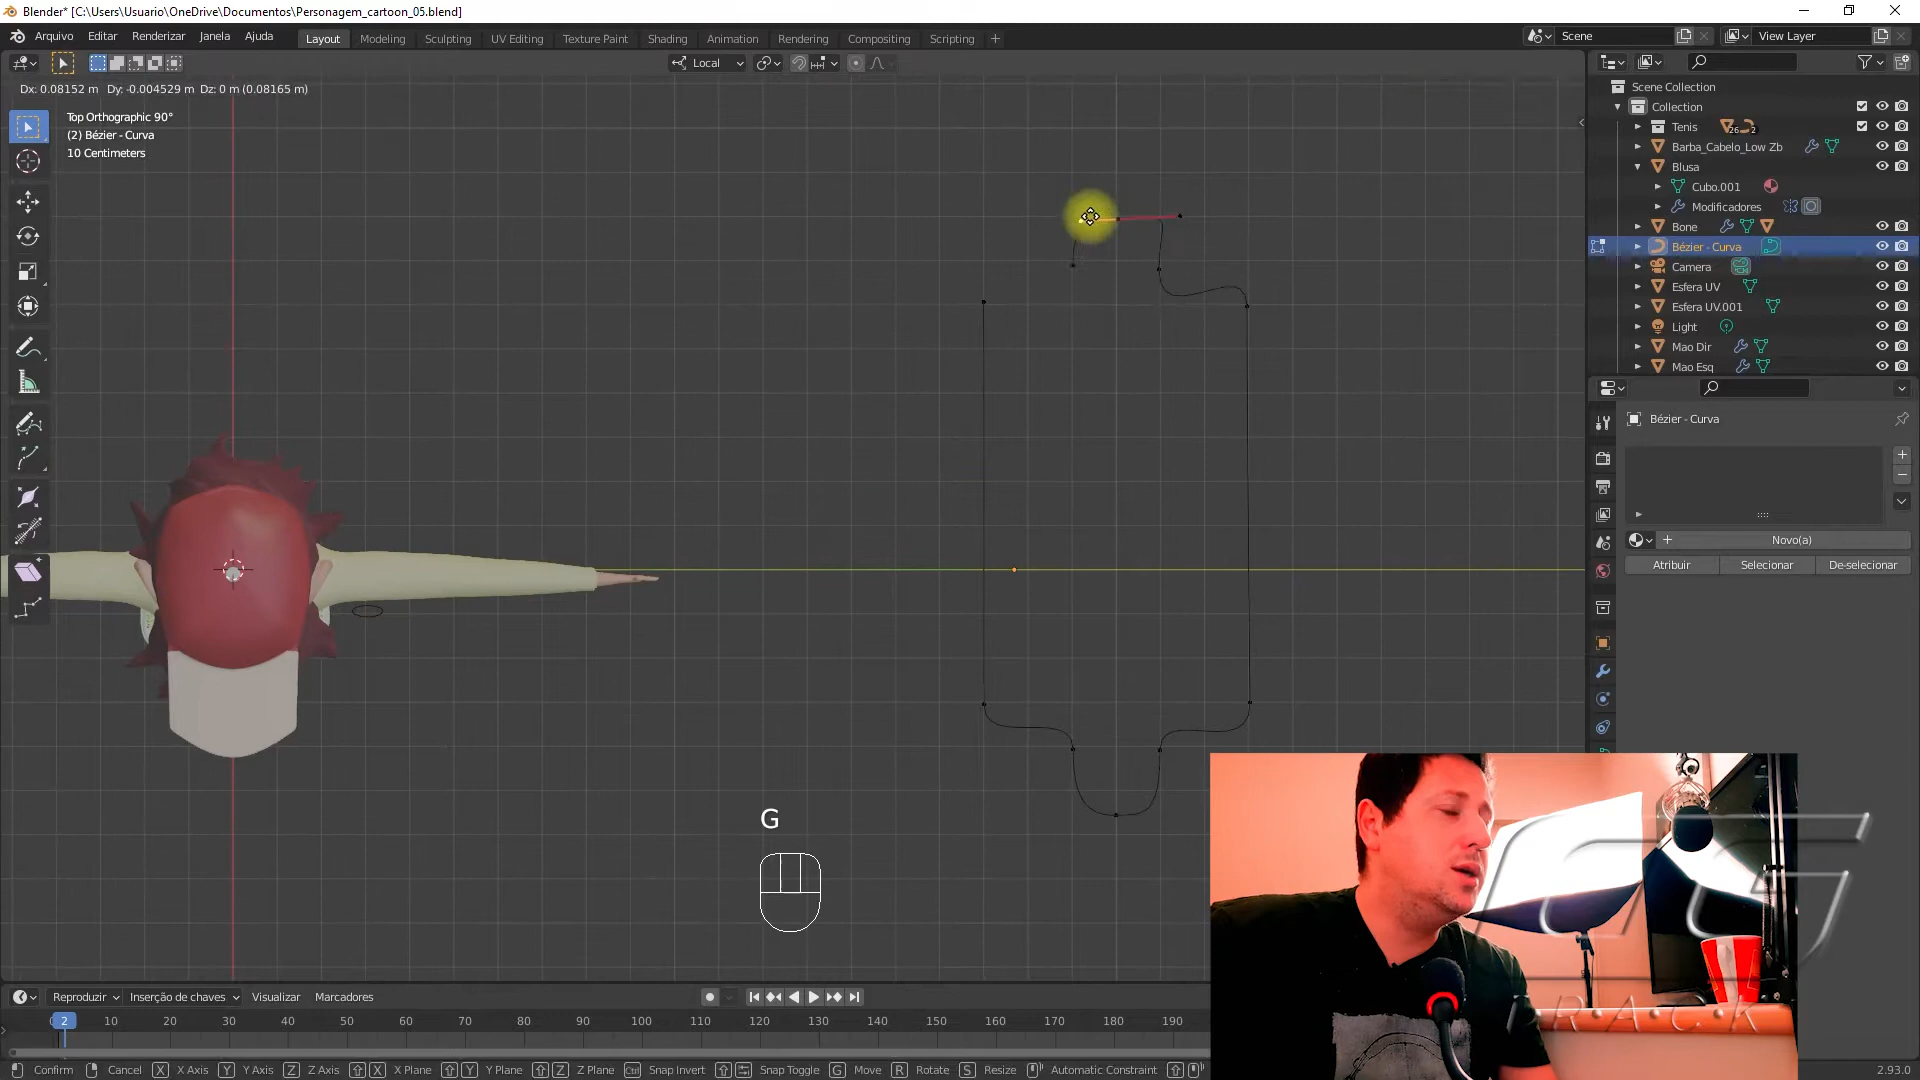 Blender* [C:\Users\Usuario\OneDrive\Documentos\Personagem_cartoon_05.blend]
Arquivo Editar Renderizar Janela Ajuda Layout Modeling Sculpting UV Editing Texture Paint Shading Animation Rendering Compositing Scripting Scene View Layer
Local
Dx: 0.08152 m Dy: -0.004529 m Dz: 0 m (0.08165 m)
Top Orthographic 90°
(2) Bézier - Curva
10 Centimeters
Scene Collection
Collection
Tenis 26 2
Barba_Cabelo_Low Zb
Blusa
Cubo.001
Modificadores
Bone
Bézier - Curva
Camera
Esfera UV
Esfera UV.001
Light
Mao Dir
Mao Esq
Bézier - Curva
Novo(a)
Atribuir Selecionar De-selecionar
G
CG
TRACK
Reproduzir Inserção de chaves Visualizar Marcadores
2 10 20 30 40 50 60 70 80 90 100 110 120 130 140 150 160 170 180 190
Confirm Cancel X X Axis Y Y Axis Z Z Axis X X Plane Y Y Plane Z Z Plane Ctrl Snap Invert Snap Toggle G Move R Rotate S Resize Automatic Constraint 2.93.0